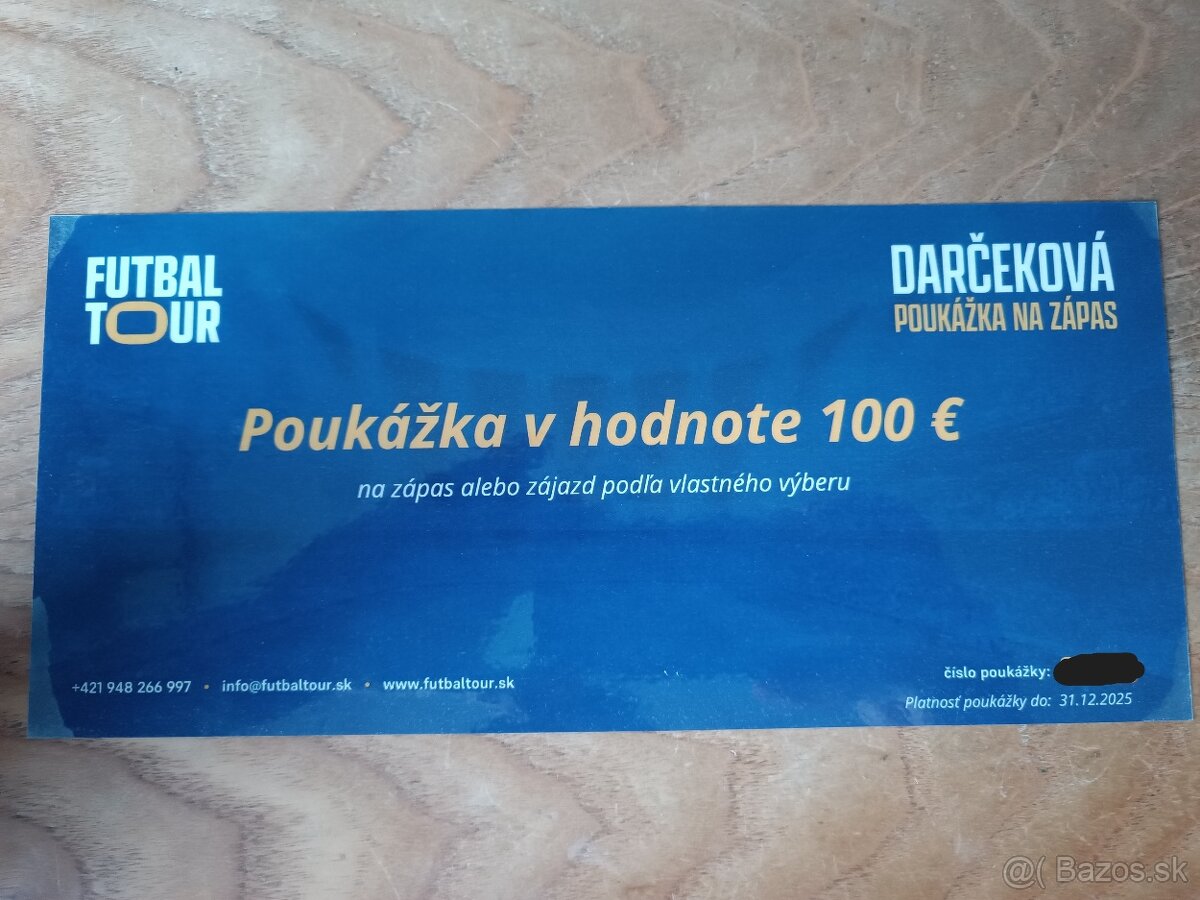 FUTBAL
TOUR
DARČEKOVÁ
POUKÁŽKA NA ZÁPAS
Poukážka v hodnote 100 €
na zápas alebo zájazd podľa vlastného výberu
+421 948 266 997 • info@futbaltour.sk • www.futbaltour.sk
číslo poukážky:
Platnosť poukážky do: 31.12.2025
@( Bazos.sk